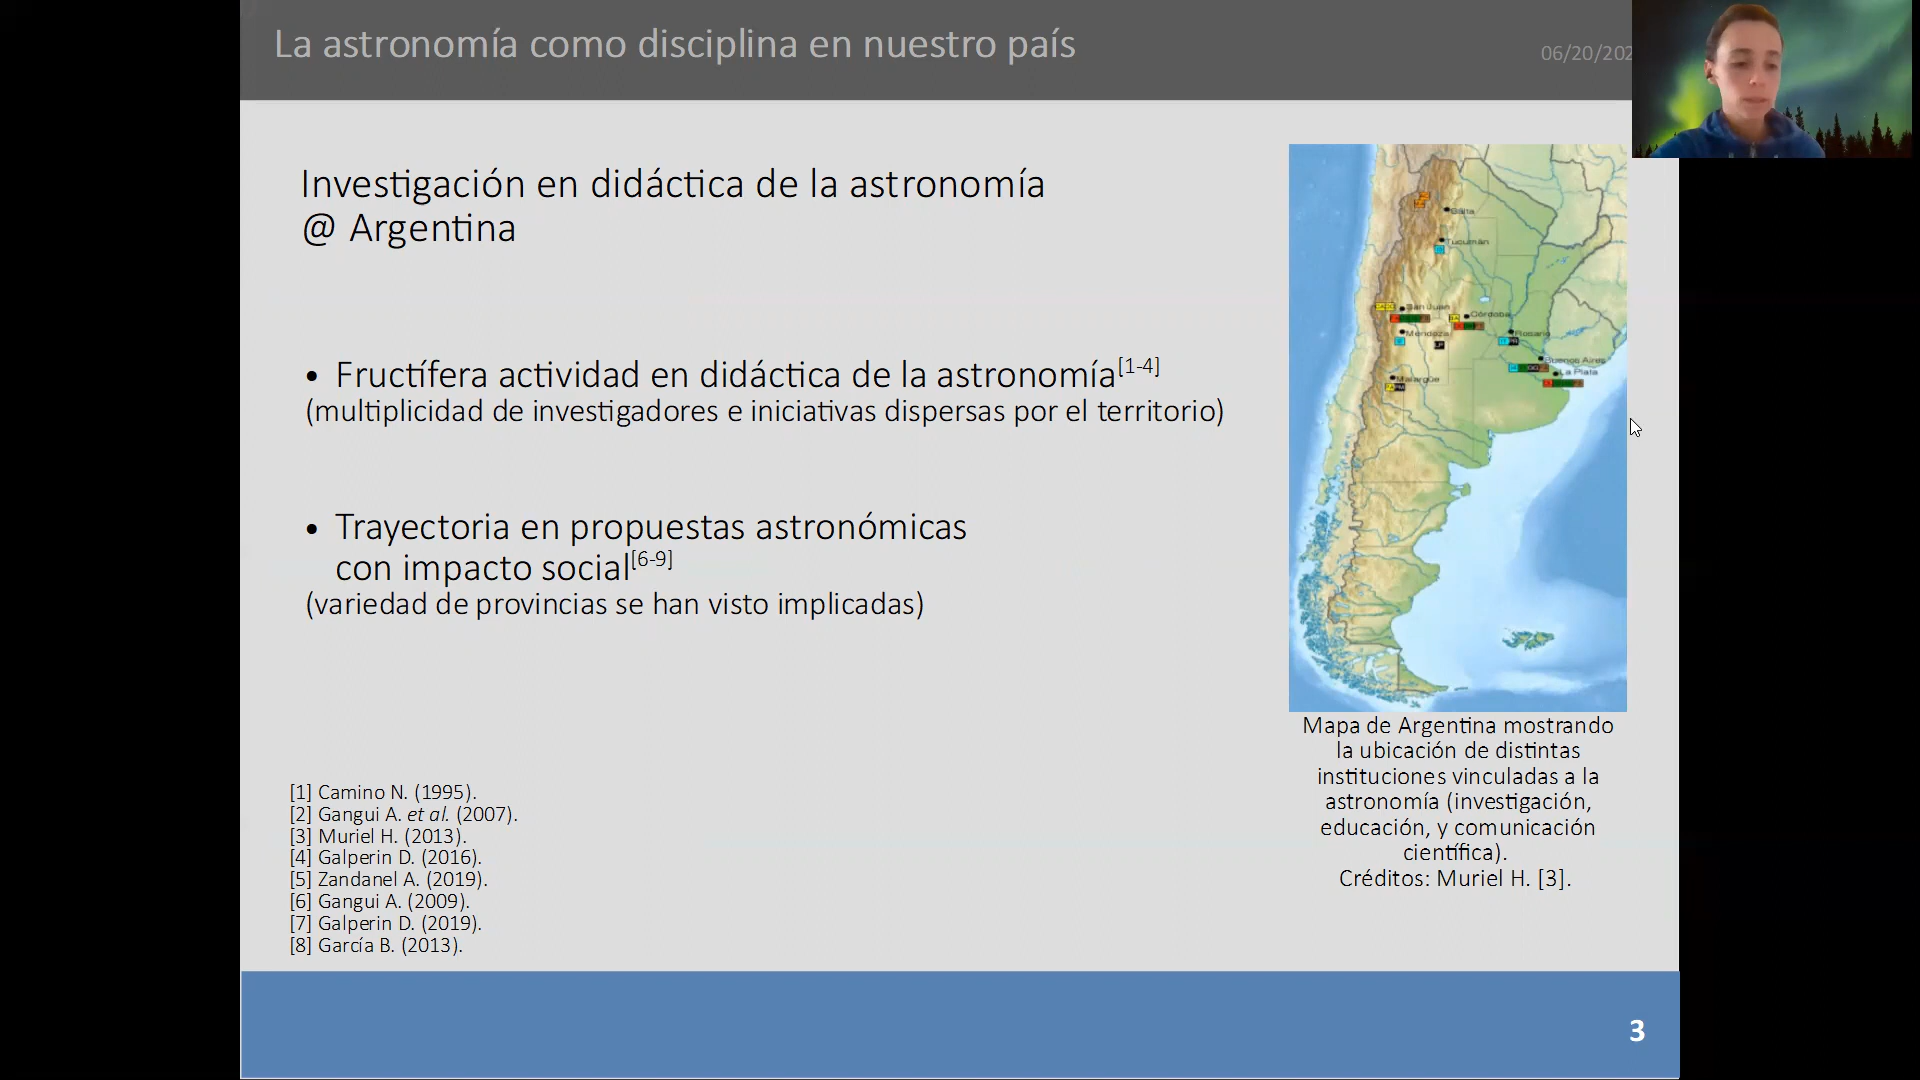 La astronomía como disciplina en nuestro país
06/20/202
Investigación en didáctica de la astronomía
@ Argentina
• Fructífera actividad en didáctica de la astronomía[1-4]
(multiplicidad de investigadores e iniciativas dispersas por el territorio)
• Trayectoria en propuestas astronómicas
con impacto social[6-9]
(variedad de provincias se han visto implicadas)
Salta
Tucumán
San Juan
Córdoba
Mendoza
Rosario
Buenos Aires
La Plata
Malargüe
Mapa de Argentina mostrando
la ubicación de distintas
instituciones vinculadas a la
astronomía (investigación,
educación, y comunicación
científica).
Créditos: Muriel H. [3].
[1] Camino N. (1995).
[2] Gangui A. et al. (2007).
[3] Muriel H. (2013).
[4] Galperin D. (2016).
[5] Zandanel A. (2019).
[6] Gangui A. (2009).
[7] Galperin D. (2019).
[8] García B. (2013).
3